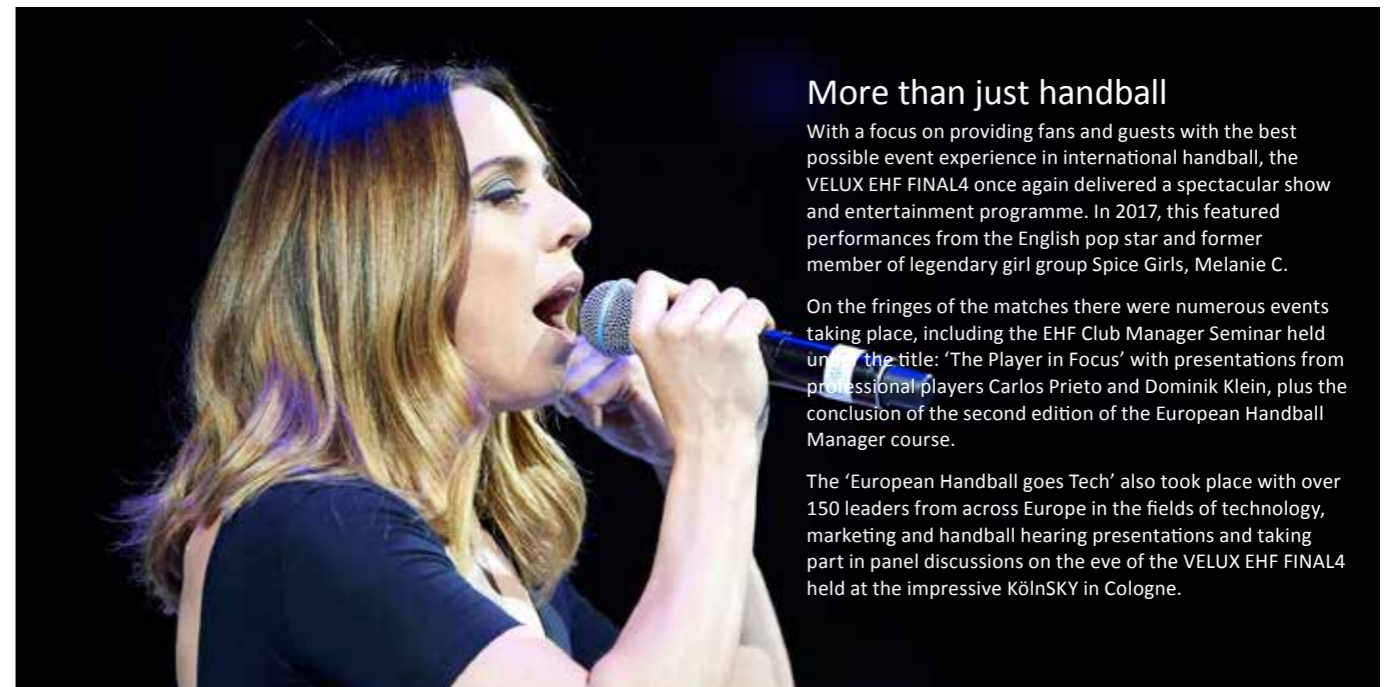 More than just handball
With a focus on providing fans and guests with the best
possible event experience in international handball, the
VELUX EHF FINAL4 once again delivered a spectacular show
and entertainment programme. In 2017, this featured
performances from the English pop star and former
member of legendary girl group Spice Girls, Melanie C.
On the fringes of the matches there were numerous events
taking place, including the EHF Club Manager Seminar held
under the title: ‘The Player in Focus’ with presentations from
professional players Carlos Prieto and Dominik Klein, plus the
conclusion of the second edition of the European Handball
Manager course.
The ‘European Handball goes Tech’ also took place with over
150 leaders from across Europe in the fields of technology,
marketing and handball hearing presentations and taking
part in panel discussions on the eve of the VELUX EHF FINAL4
held at the impressive KölnSKY in Cologne.